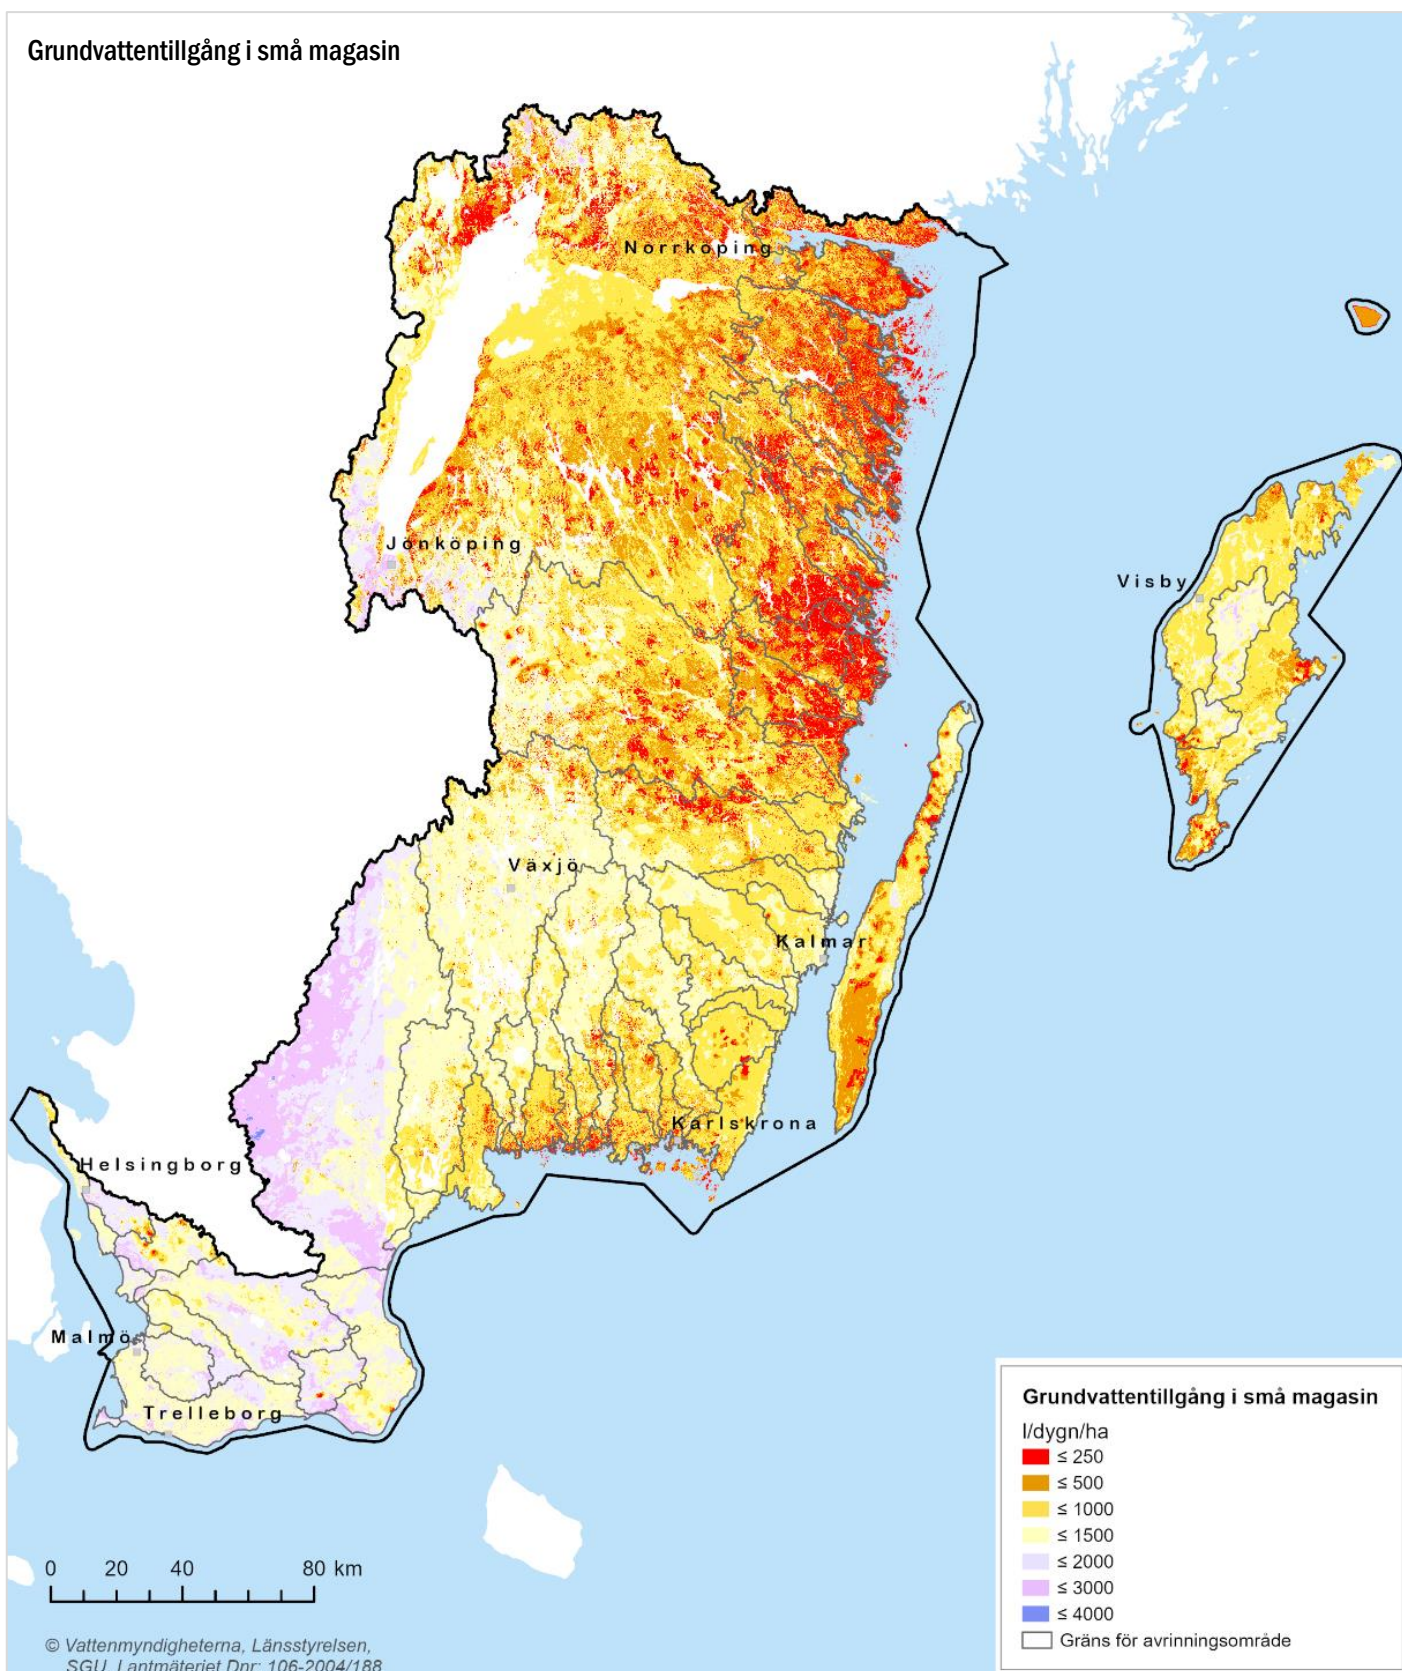 Grundvattentillgång i små magasin
Norrköping
Jönköping
Visby
Växjö
Kalmar
Karlskrona
Helsingborg
Malmö
Trelleborg
Grundvattentillgång i små magasin
l/dygn/ha
≤ 250
≤ 500
≤ 1000
≤ 1500
≤ 2000
≤ 3000
≤ 4000
Gräns för avrinningsområde
0 20 40 80 km
© Vattenmyndigheterna, Länsstyrelsen,
SGU, Lantmäteriet Dnr: 106-2004/188